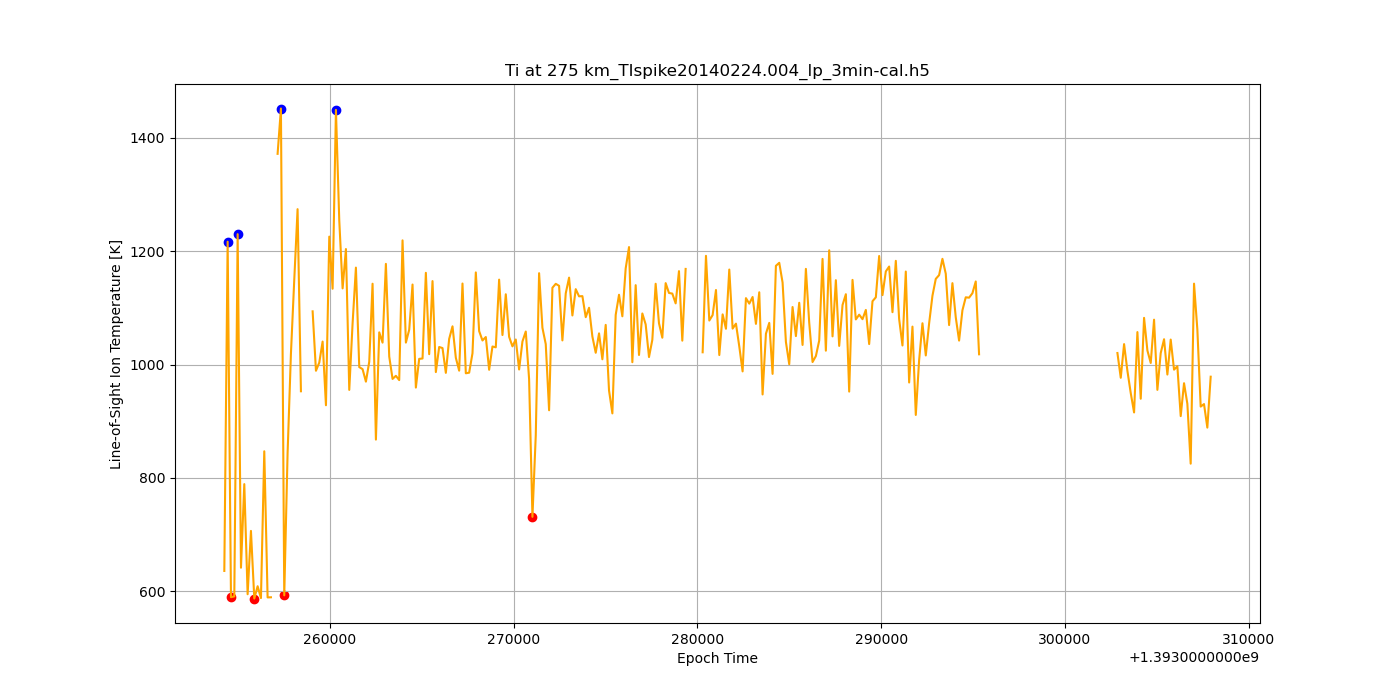 Ti at 275 km_TIspike20140224.004_lp_3min-cal.h5
Line-of-Sight Ion Temperature [K]
1400
1200
1000
800
600
260000 270000 280000 290000 300000 310000
Epoch Time
+1.3930000000e9